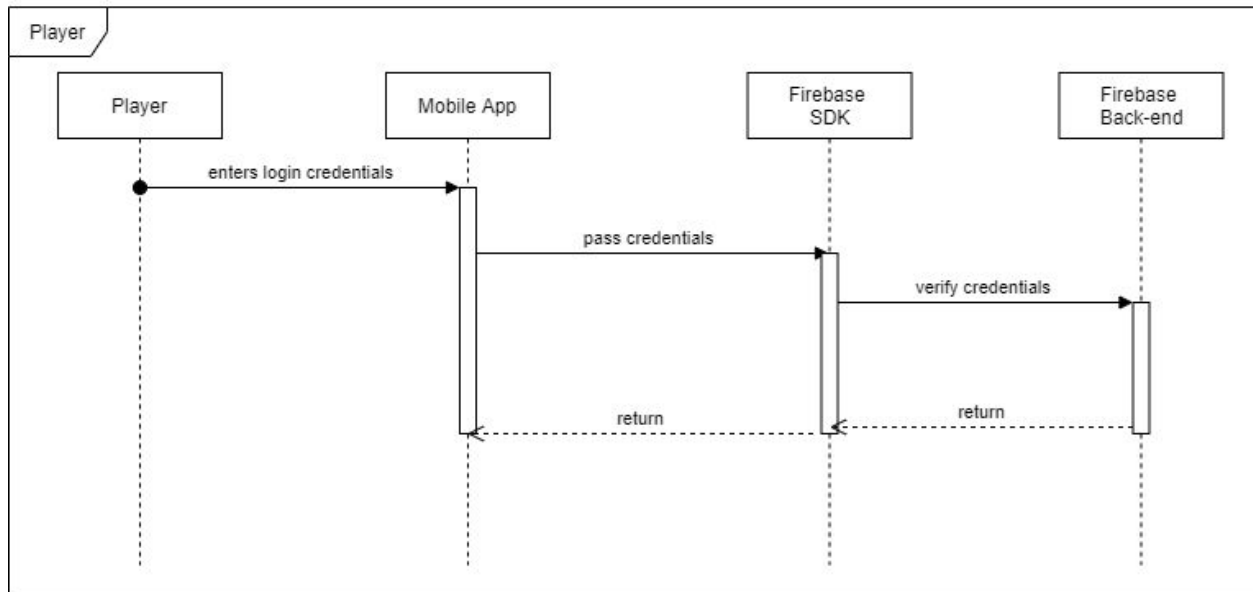 Player
Player
Mobile App
Firebase
SDK
Firebase
Back-end
enters login credentials
pass credentials
verify credentials
return
return